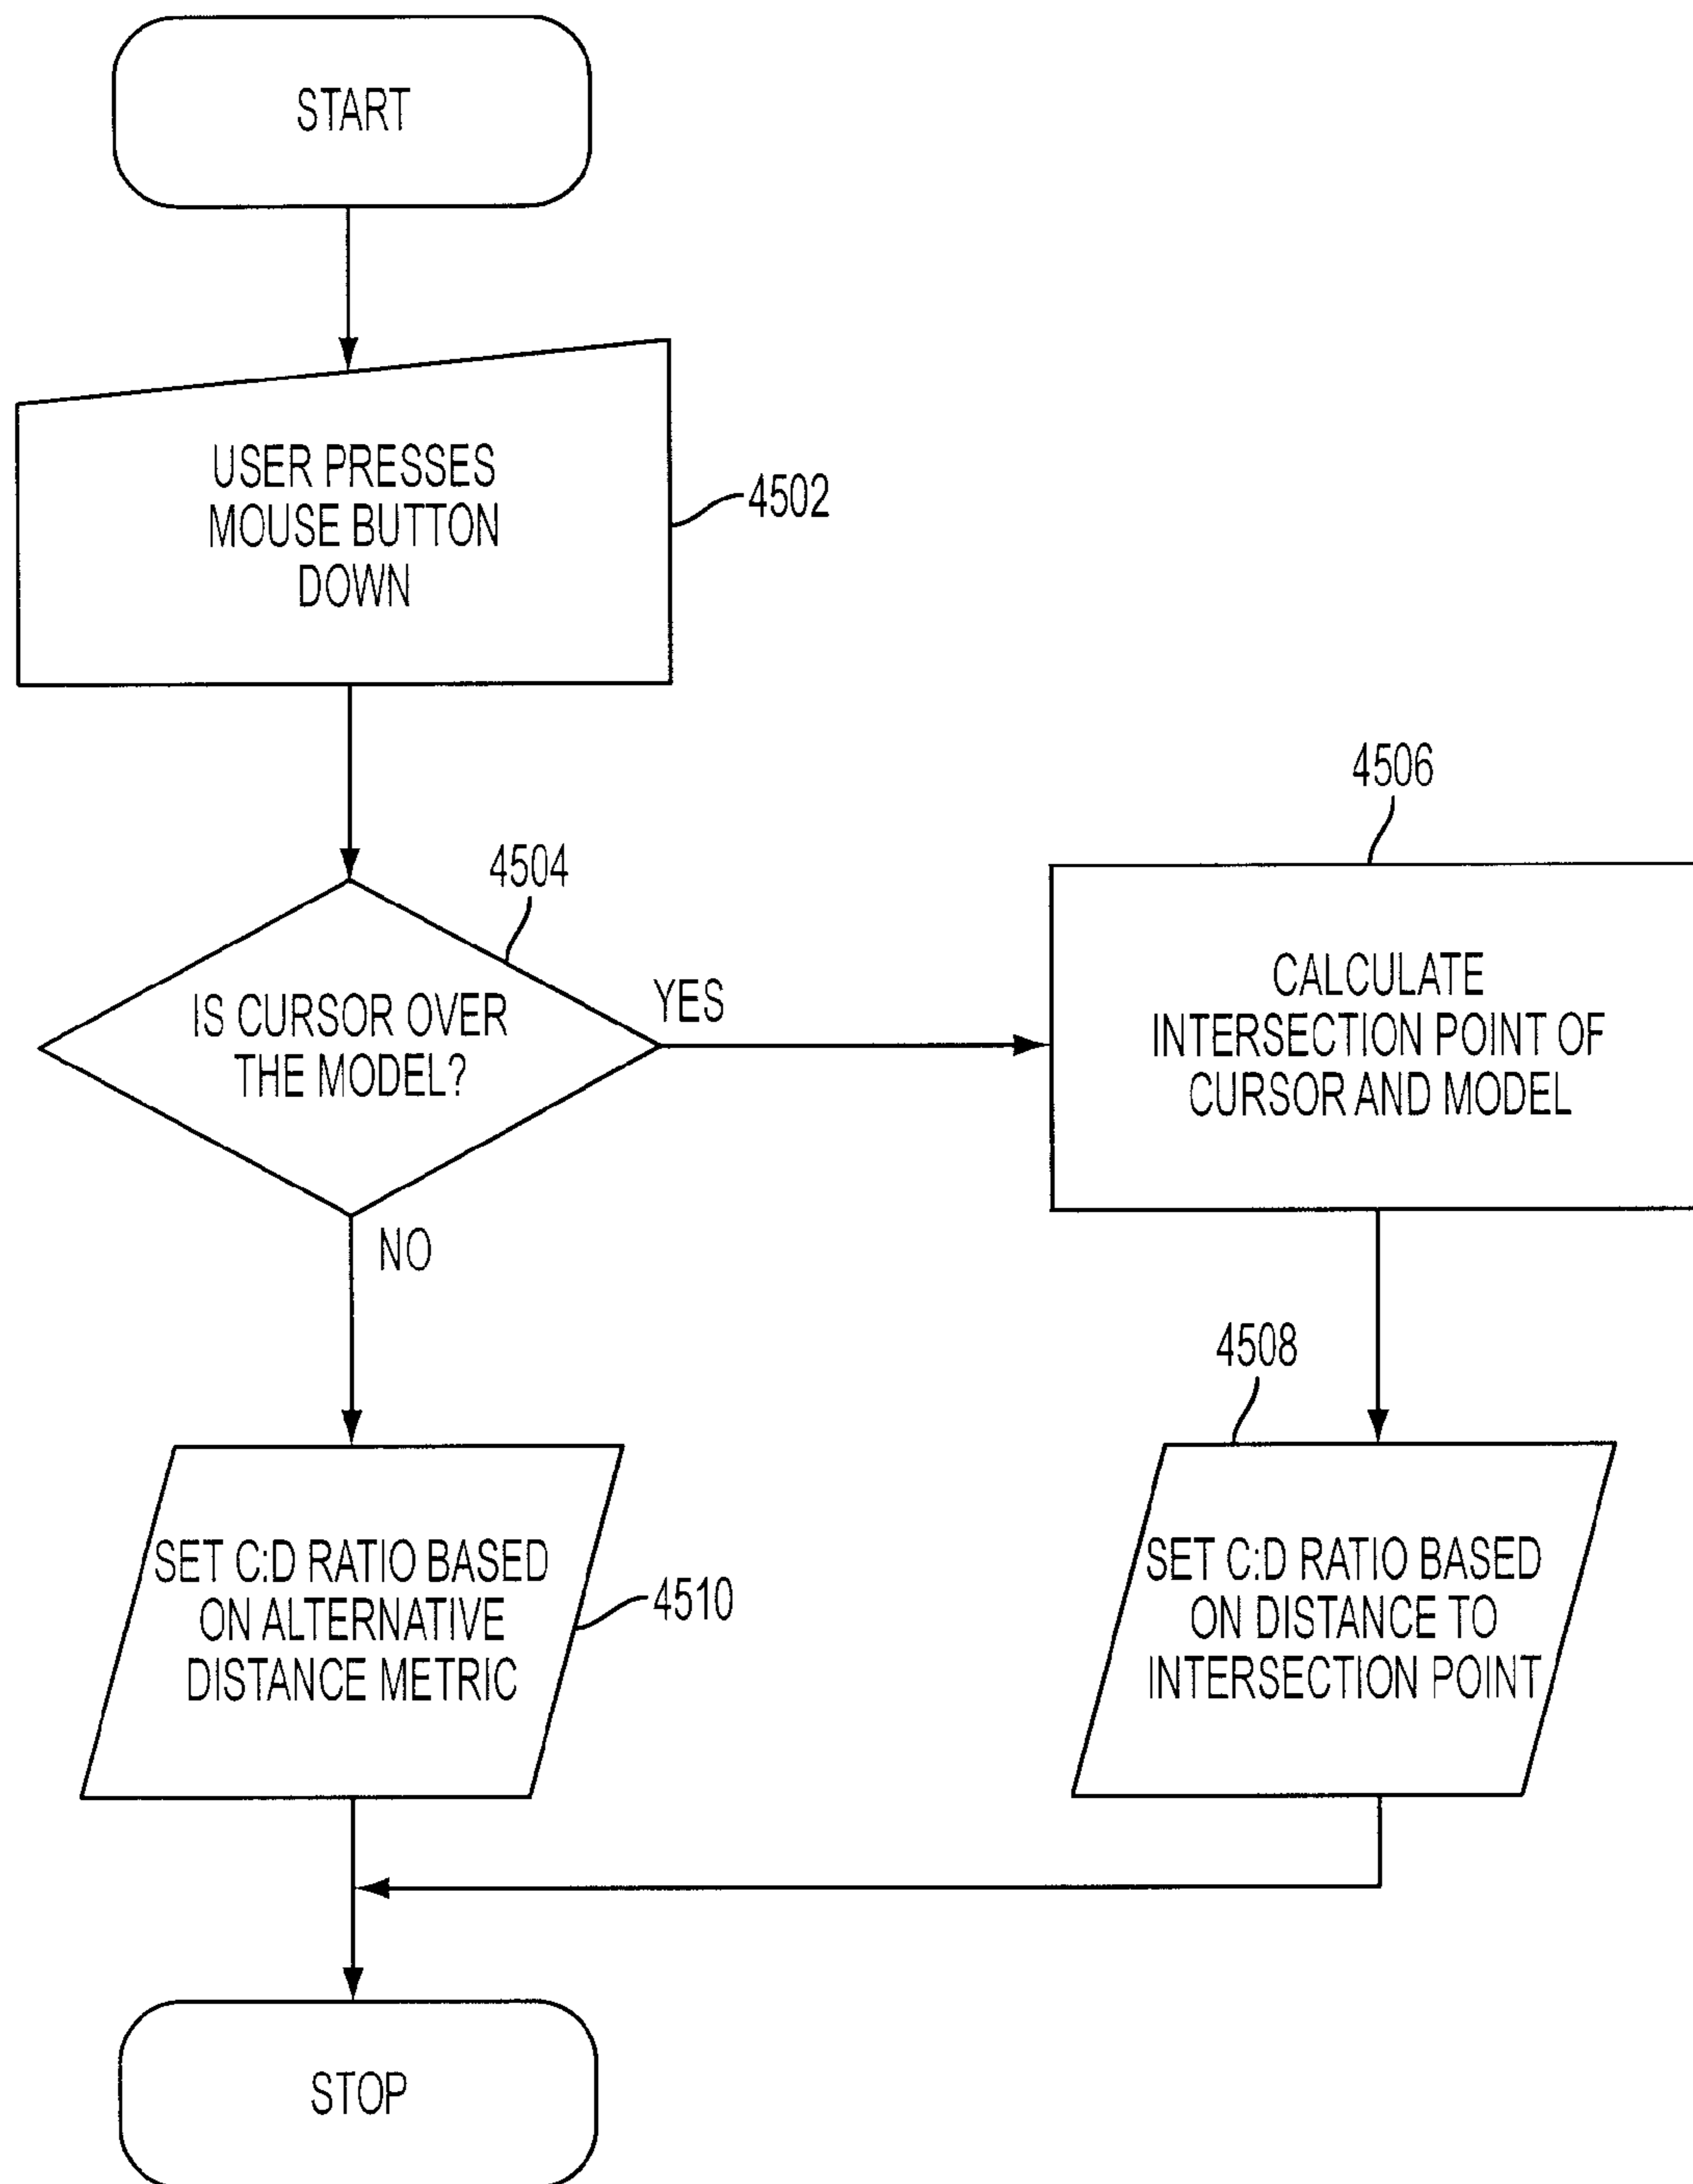 START
USER PRESSES
MOUSE BUTTON
DOWN
4502
4504
IS CURSOR OVER
THE MODEL?
YES
NO
4506
CALCULATE
INTERSECTION POINT OF
CURSOR AND MODEL
4508
SET C:D RATIO BASED
ON DISTANCE TO
INTERSECTION POINT
SET C:D RATIO BASED
ON ALTERNATIVE
DISTANCE METRIC
4510
STOP